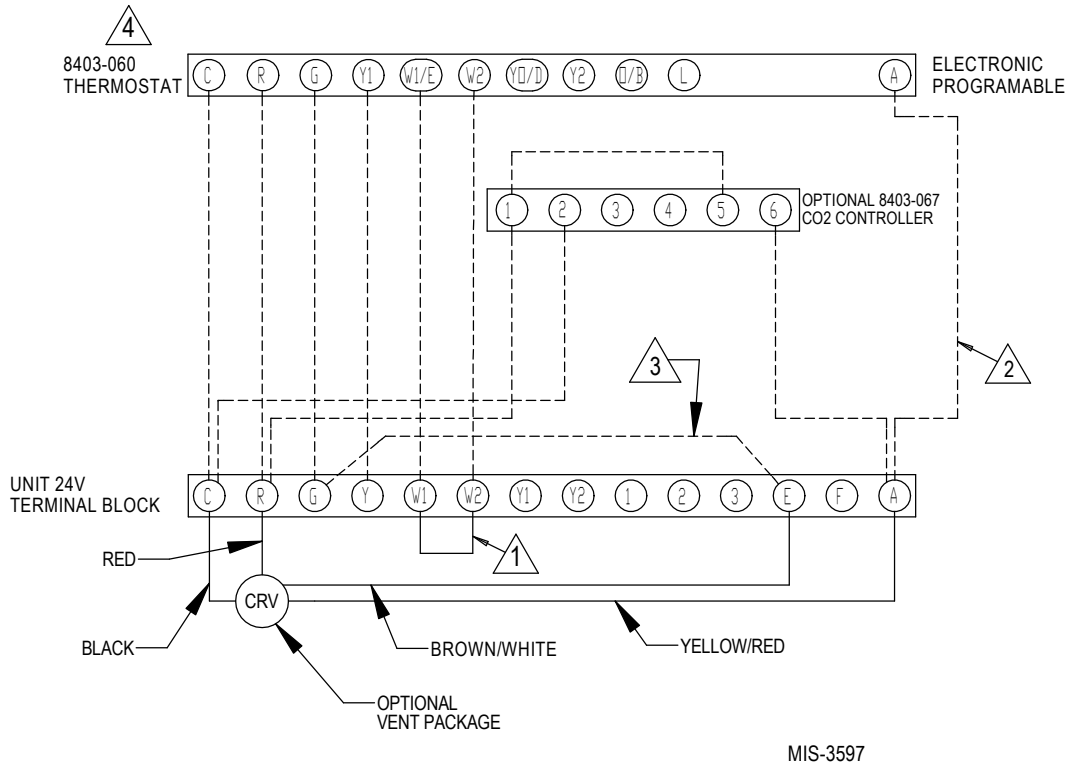 4
8403-060
THERMOSTAT
C R G Y1 W1/E W2 YO/D Y2 O/B L A
ELECTRONIC
PROGRAMABLE
1 2 3 4 5 6
OPTIONAL 8403-067
CO2 CONTROLLER
3
2
UNIT 24V
TERMINAL BLOCK
C R G Y W1 W2 Y1 Y2 1 2 3 E F A
RED
1
CRV
BLACK
BROWN/WHITE
YELLOW/RED
OPTIONAL
VENT PACKAGE
MIS-3597